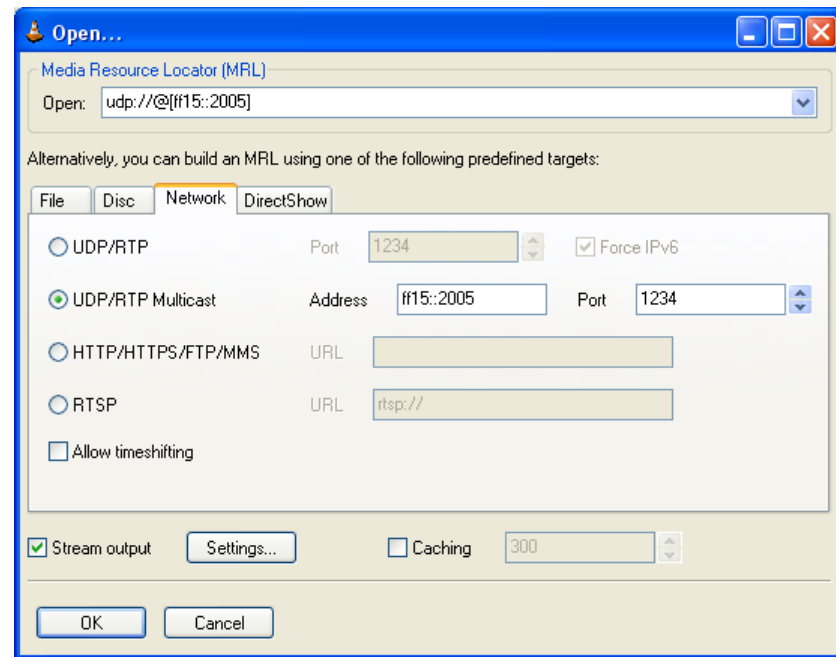 Open...
Media Resource Locator (MRL)
Open: udp://@[ff15::2005]
Alternatively, you can build an MRL using one of the following predefined targets:
File Disc Network DirectShow
UDP/RTP Port 1234 Force IPv6
UDP/RTP Multicast Address ff15::2005 Port 1234
HTTP/HTTPS/FTP/MMS URL
RTSP URL rtsp://
Allow timeshifting
Stream output Settings... Caching 300
OK Cancel